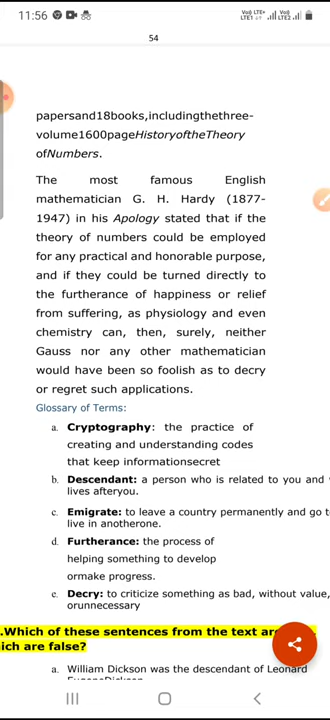 11:56
Vo)) LTE+ Vo))
LTE1 LTE2
54
papersand18books,includingthethree-
volume1600pageHistoryoftheTheory
ofNumbers.
The most famous English
mathematician G. H. Hardy (1877-
1947) in his Apology stated that if the
theory of numbers could be employed
for any practical and honorable purpose,
and if they could be turned directly to
the furtherance of happiness or relief
from suffering, as physiology and even
chemistry can, then, surely, neither
Gauss nor any other mathematician
would have been so foolish as to decry
or regret such applications.
Glossary of Terms:
a. Cryptography: the practice of
creating and understanding codes
that keep informationsecret
b. Descendant: a person who is related to you and
lives afteryou.
c. Emigrate: to leave a country permanently and go t
live in anotherone.
d. Furtherance: the process of
helping something to develop
ormake progress.
e. Decry: to criticize something as bad, without value,
orunnecessary
.Which of these sentences from the text ar
ich are false?
a. William Dickson was the descendant of Leonard
EugeneDickson